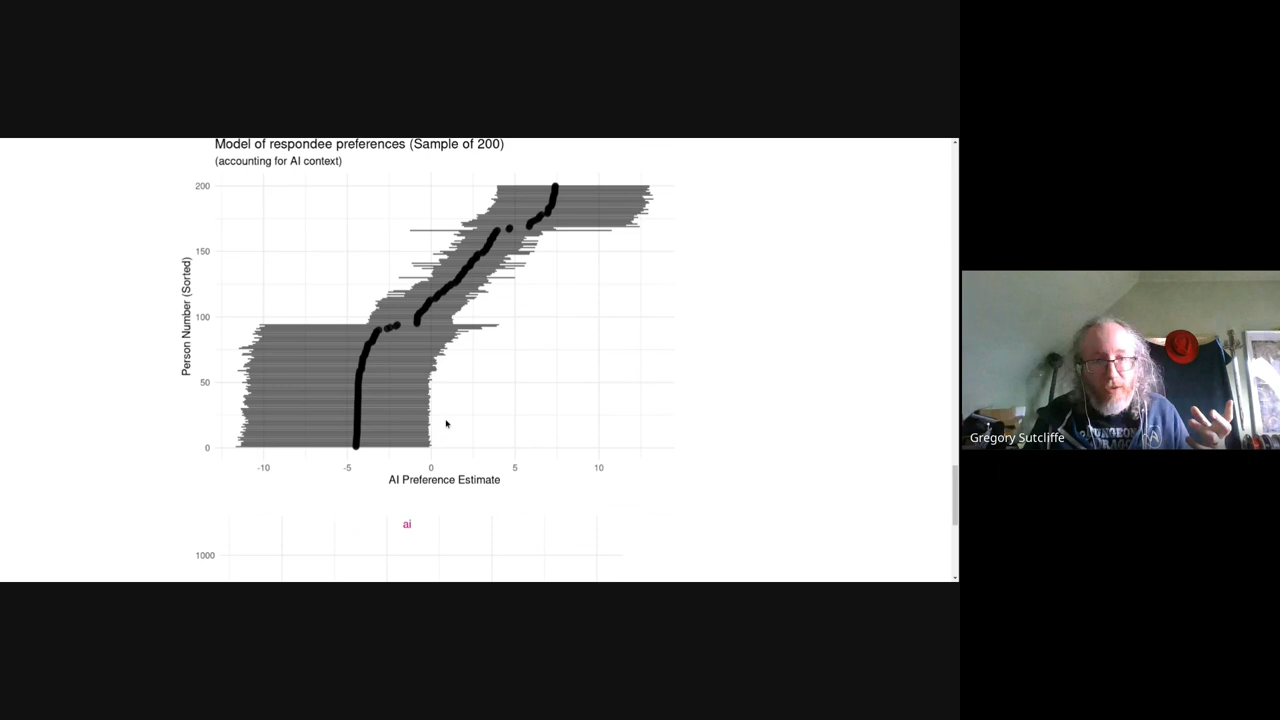 Model of respondee preferences (Sample of 200)
(accounting for AI context)
200
150
100
50
0
Person Number (Sorted)
-10 -5 0 5 10
AI Preference Estimate
ai
1000
Gregory Sutcliffe